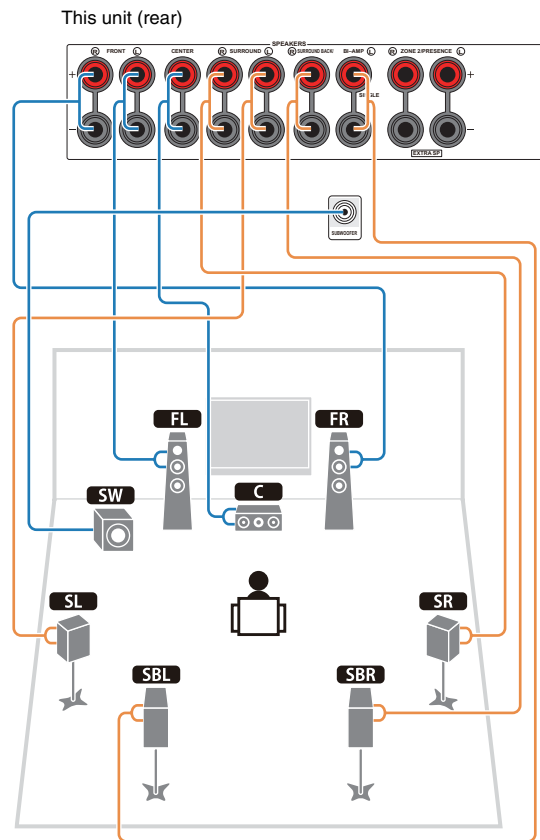 This unit (rear)
SPEAKERS
R FRONT L CENTER R SURROUND L R SURROUND BACK/ BI-AMP L R ZONE 2/PRESENCE L
+ +
SINGLE
− −
EXTRA SP
SUBWOOFER
FL FR
SW C
SL SR
SBL SBR